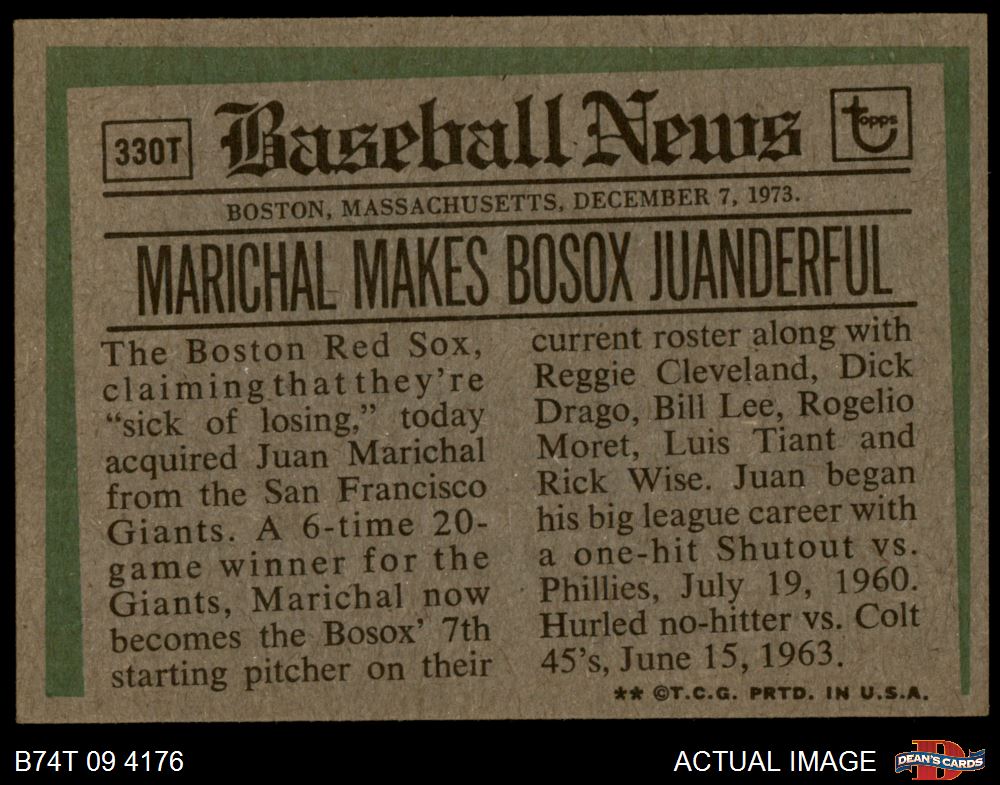 330T
Baseball News
topps
BOSTON, MASSACHUSETTS, DECEMBER 7, 1973.
MARICHAL MAKES BOSOX JUANDERFUL
The Boston Red Sox,
claiming that they're
"sick of losing," today
acquired Juan Marichal
from the San Francisco
Giants. A 6-time 20-
game winner for the
Giants, Marichal now
becomes the Bosox' 7th
starting pitcher on their
current roster along with
Reggie Cleveland, Dick
Drago, Bill Lee, Rogelio
Moret, Luis Tiant and
Rick Wise. Juan began
his big league career with
a one-hit Shutout vs.
Phillies, July 19, 1960.
Hurled no-hitter vs. Colt
45's, June 15, 1963.
** ©T.C.G. PRTD. IN U.S.A.
B74T 09 4176
ACTUAL IMAGE
DEAN'S CARDS